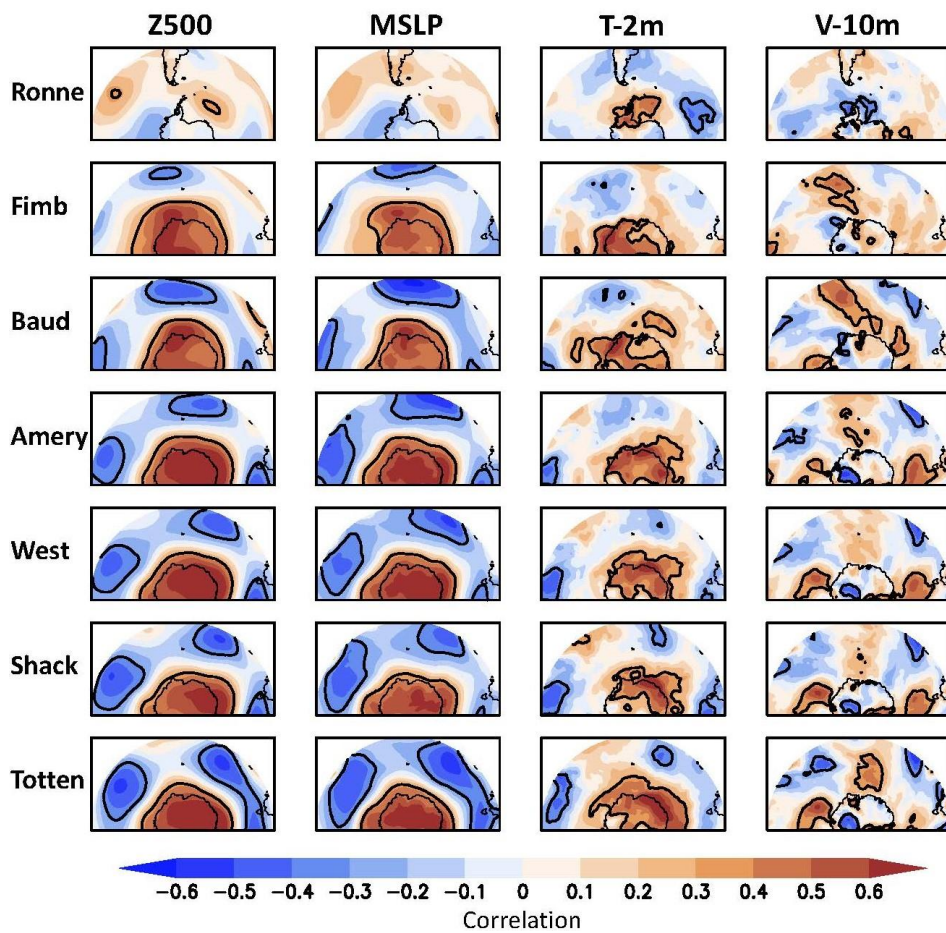 Z500 MSLP T-2m V-10m
Ronne
Fimb
Baud
Amery
West
Shack
Totten
−0.6 −0.5 −0.4 −0.3 −0.2 −0.1 0 0.1 0.2 0.3 0.4 0.5 0.6
Correlation